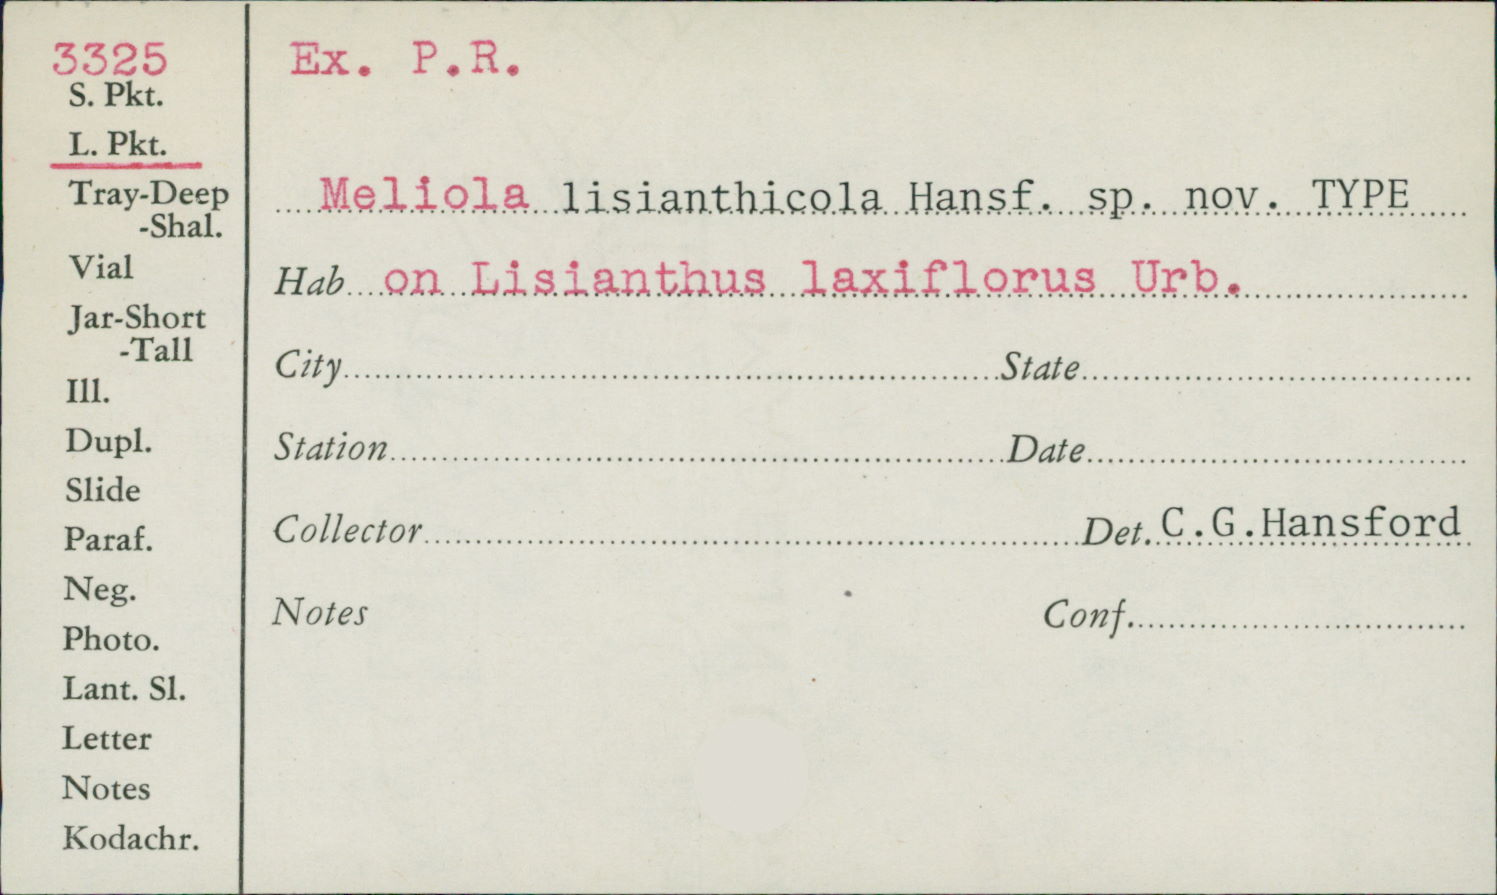 3325
S. Pkt.
L. Pkt.
Tray-Deep
-Shal.
Vial
Jar-Short
-Tall
Ill.
Dupl.
Slide
Paraf.
Neg.
Photo.
Lant. Sl.
Letter
Notes
Kodachr.
Ex. P.R.
Meliola lisianthicola Hansf. sp. nov. TYPE
Hab. on Lisianthus laxiflorus Urb.
City State
Station Date
Collector Det. C.G.Hansford
Notes Conf.